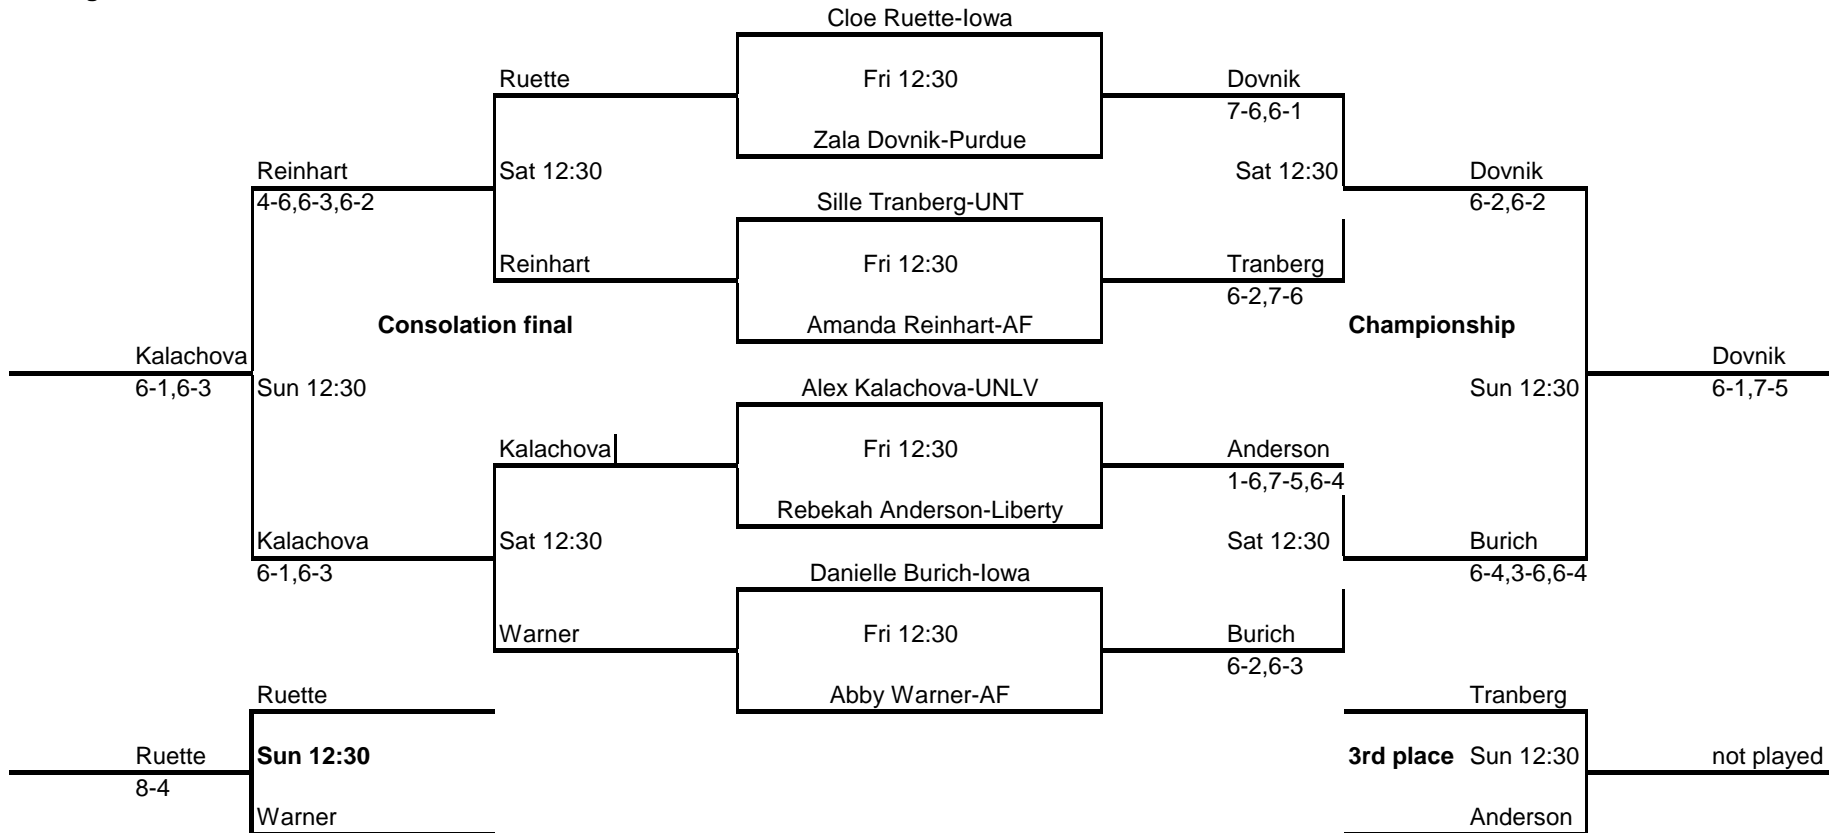 Cloe Ruette-Iowa
Ruette Fri 12:30 Dovnik
7-6,6-1
Zala Dovnik-Purdue
Reinhart Sat 12:30 Sat 12:30 Dovnik
4-6,6-3,6-2 Sille Tranberg-UNT 6-2,6-2
Reinhart Fri 12:30 Tranberg
6-2,7-6
Consolation final Amanda Reinhart-AF Championship
Kalachova Dovnik
6-1,6-3 Sun 12:30 Alex Kalachova-UNLV Sun 12:30 6-1,7-5
Kalachova Fri 12:30 Anderson
1-6,7-5,6-4
Rebekah Anderson-Liberty
Kalachova Sat 12:30 Sat 12:30 Burich
6-1,6-3 Danielle Burich-Iowa 6-4,3-6,6-4
Warner Fri 12:30 Burich
6-2,6-3
Ruette Abby Warner-AF Tranberg
Ruette Sun 12:30 3rd place Sun 12:30 not played
8-4
Warner Anderson